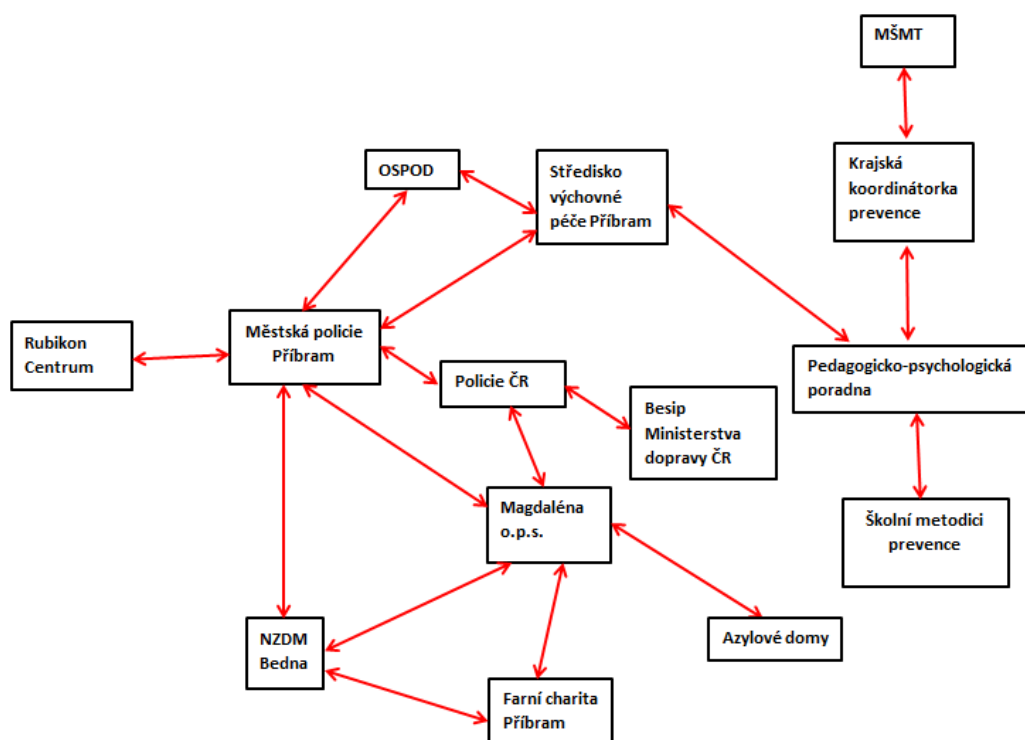 MŠMT
Krajská
koordinátorka
prevence
OSPOD
Středisko
výchovné
péče Příbram
Rubikon
Centrum
Městská policie
Příbram
Policie ČR
Besip
Ministerstva
dopravy ČR
Pedagogicko-psychologická
poradna
Magdaléna
o.p.s.
Školní metodici
prevence
NZDM
Bedna
Azylové domy
Farní charita
Příbram